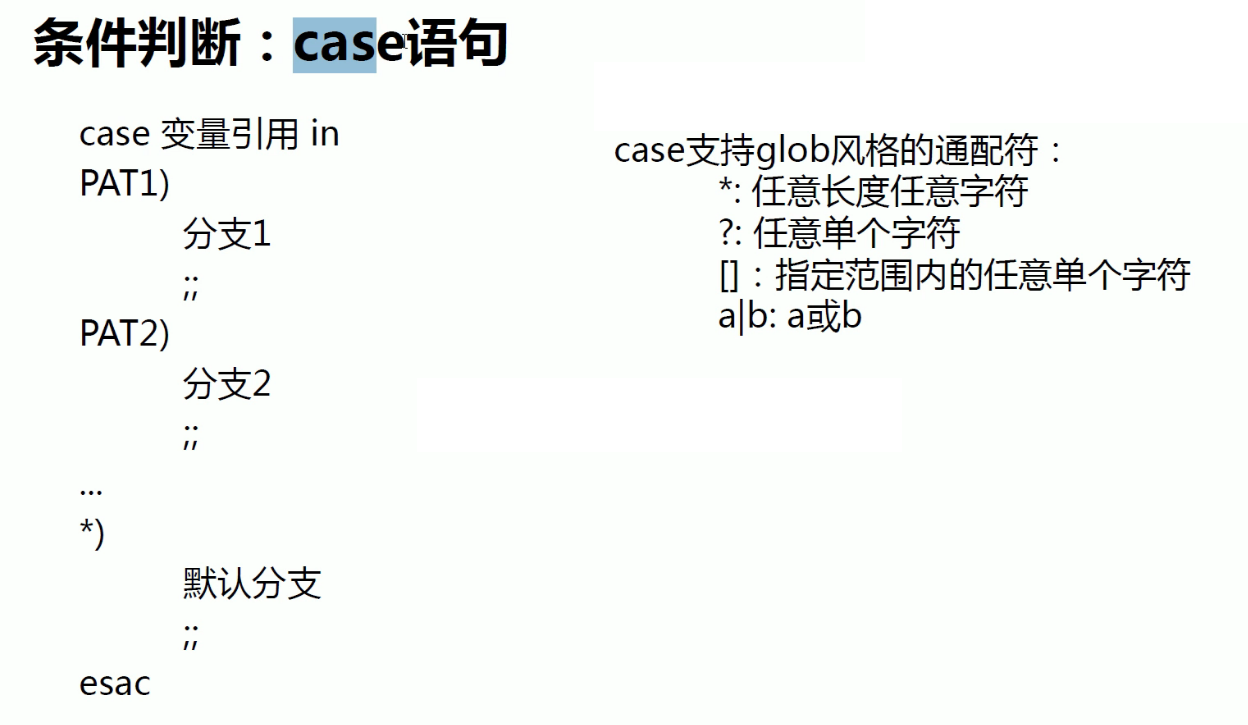 条件判断：case语句
case 变量引用 in
PAT1)
分支1
;;
PAT2)
分支2
;;
...
*)
默认分支
;;
esac
case支持glob风格的通配符：
*: 任意长度任意字符
?: 任意单个字符
[]：指定范围内的任意单个字符
a|b: a或b